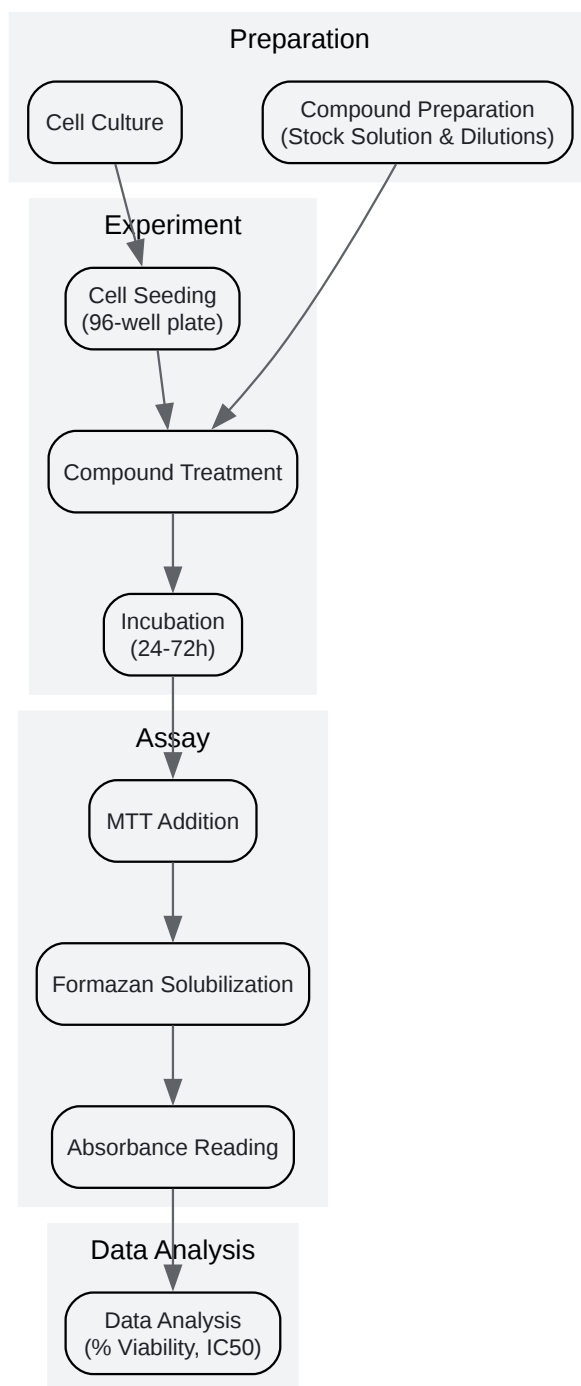 Preparation
Cell Culture
Compound Preparation
(Stock Solution & Dilutions)
Experiment
Cell Seeding
(96-well plate)
Compound Treatment
Incubation
(24-72h)
Assay
MTT Addition
Formazan Solubilization
Absorbance Reading
Data Analysis
Data Analysis
(% Viability, IC50)